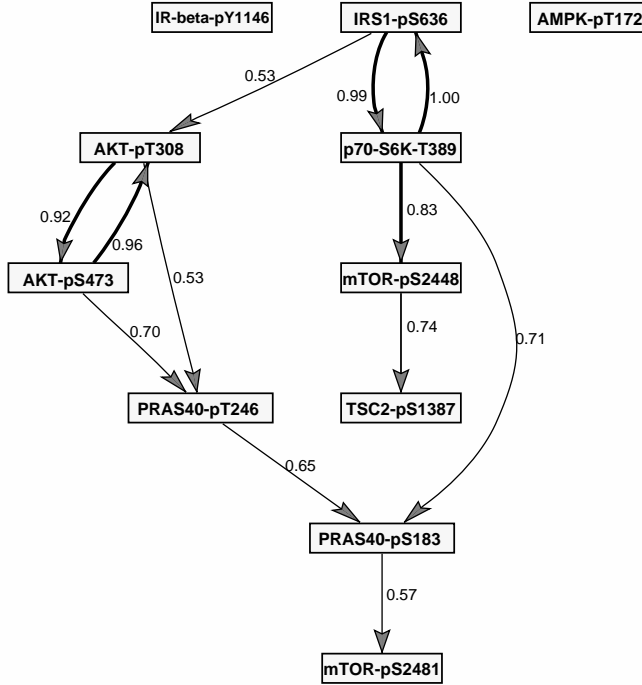 IR-beta-pY1146
IRS1-pS636
AMPK-pT172
0.53
0.99
1.00
AKT-pT308
p70-S6K-T389
0.92
0.96
0.83
AKT-pS473
mTOR-pS2448
0.53
0.70
0.74
0.71
PRAS40-pT246
TSC2-pS1387
0.65
PRAS40-pS183
0.57
mTOR-pS2481